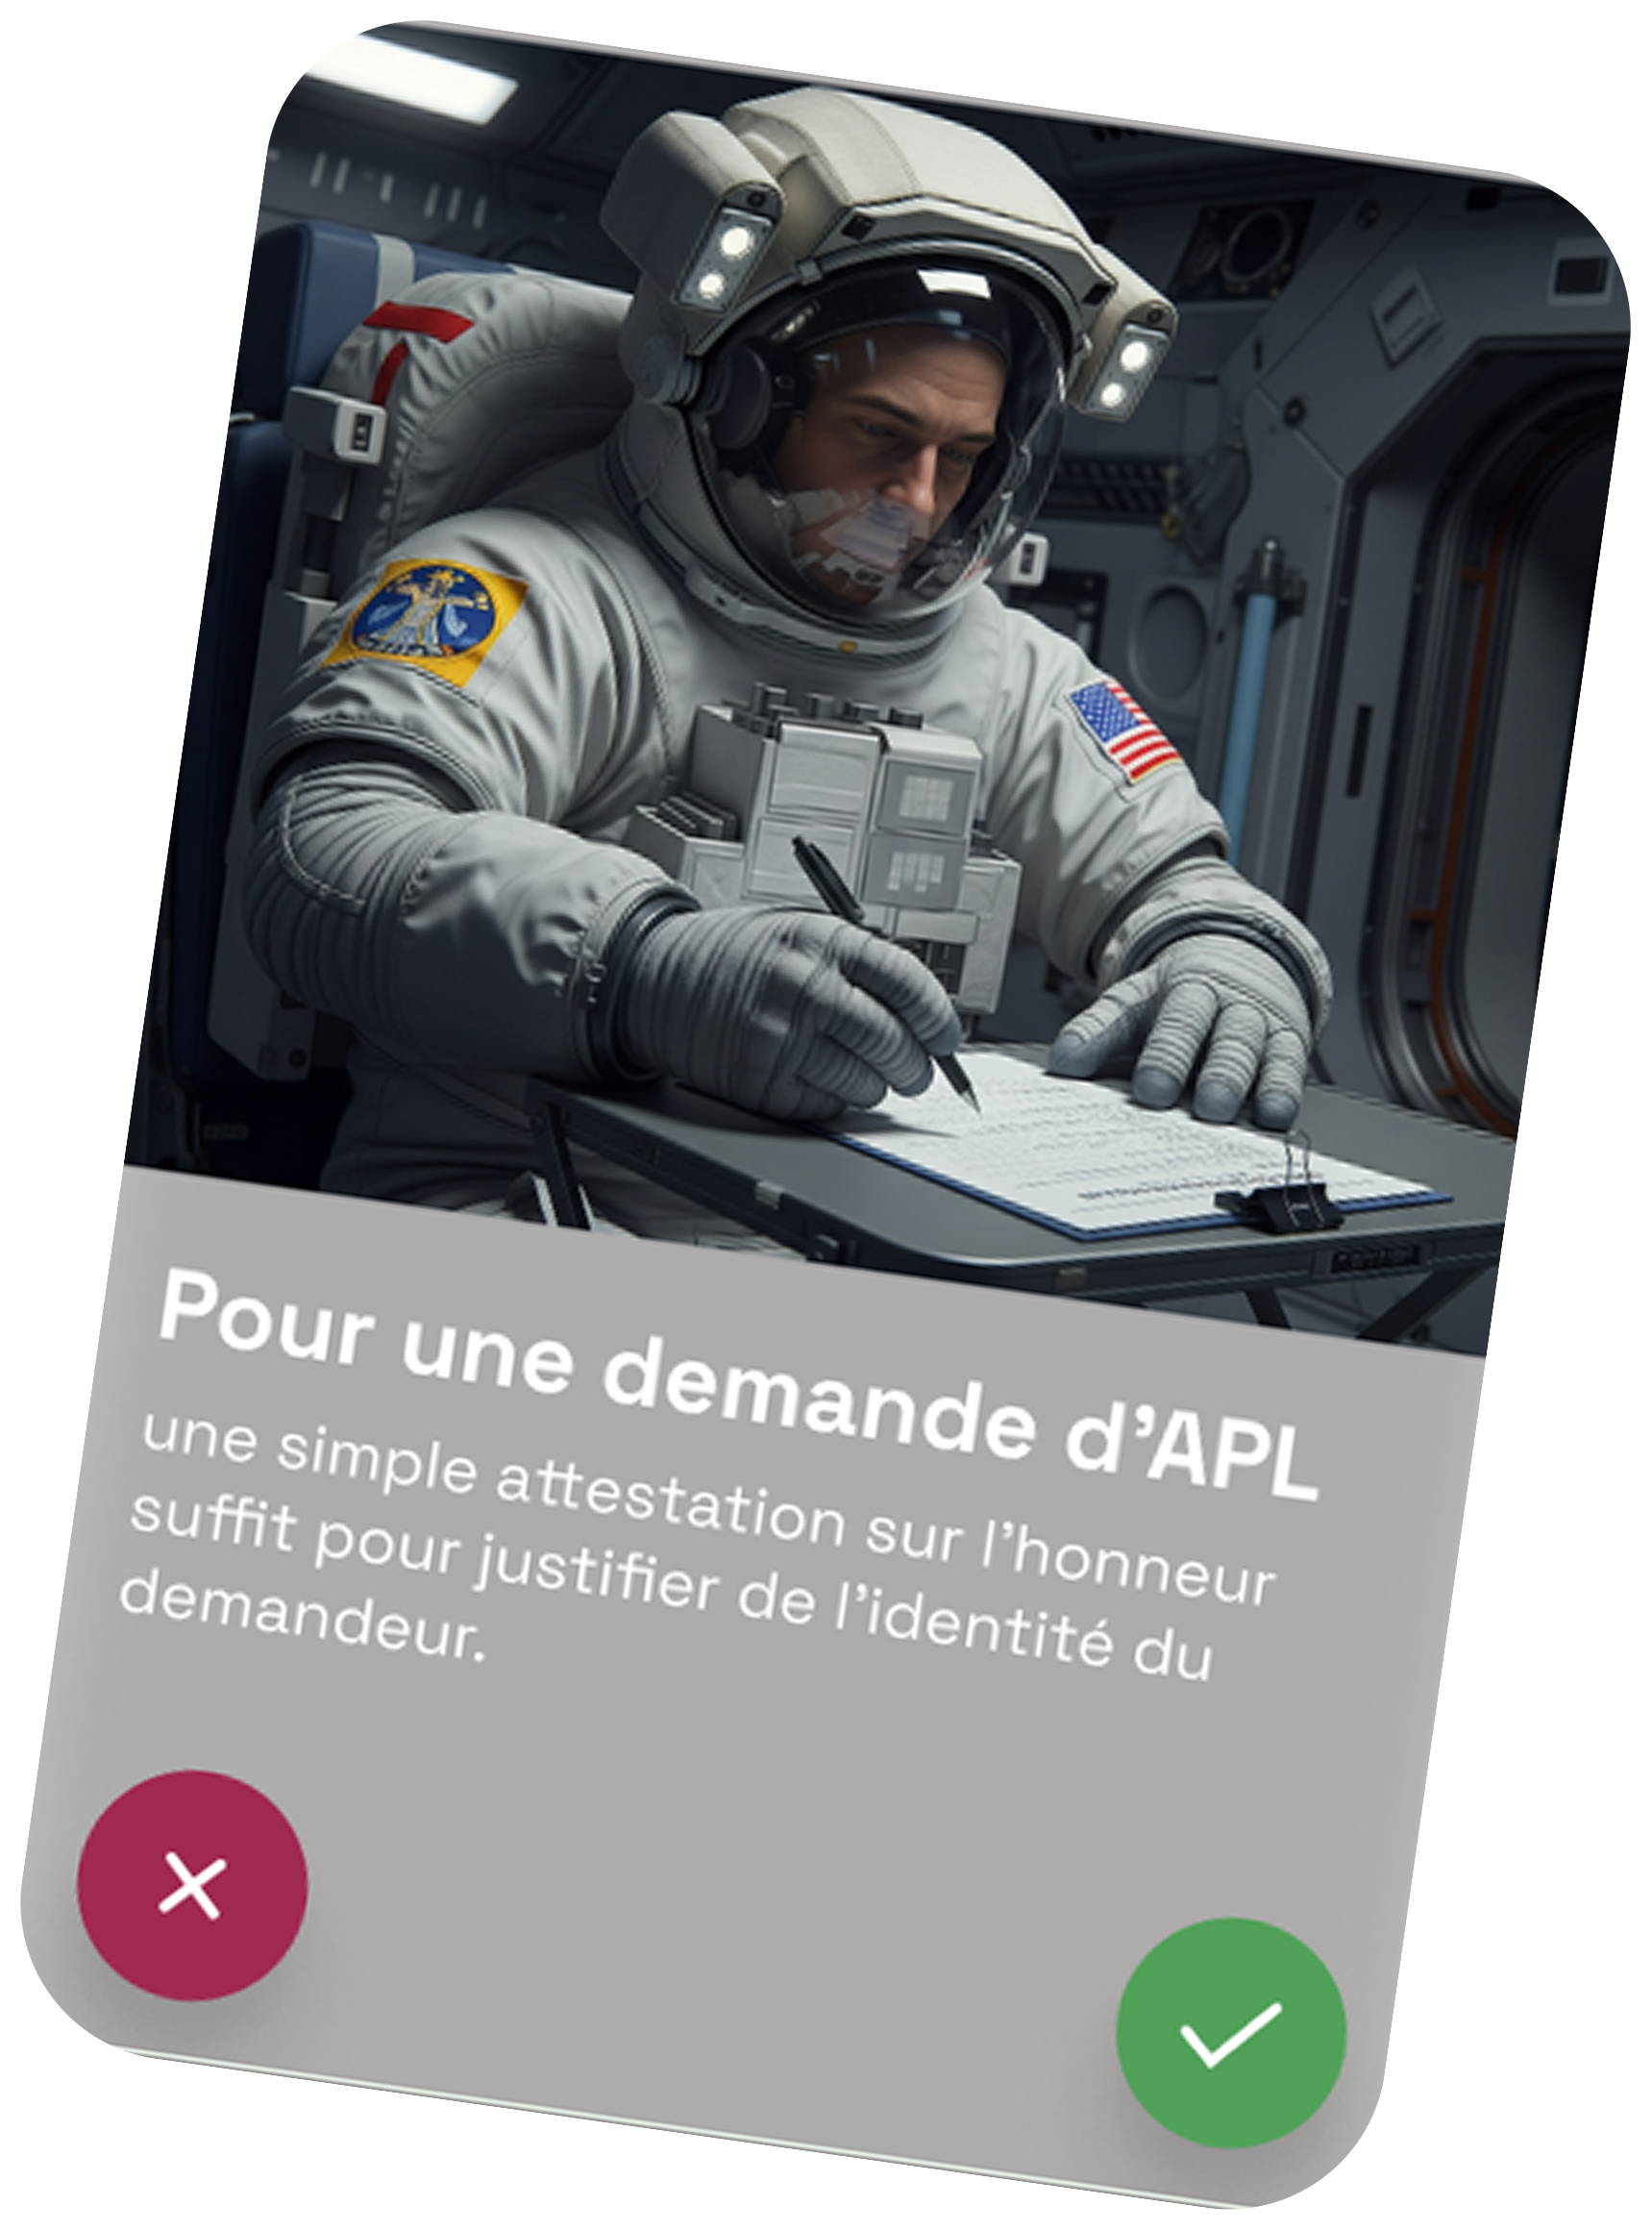 Pour une demande d’APL
une simple attestation sur l’honneur
suffit pour justifier de l’identité du
demandeur.